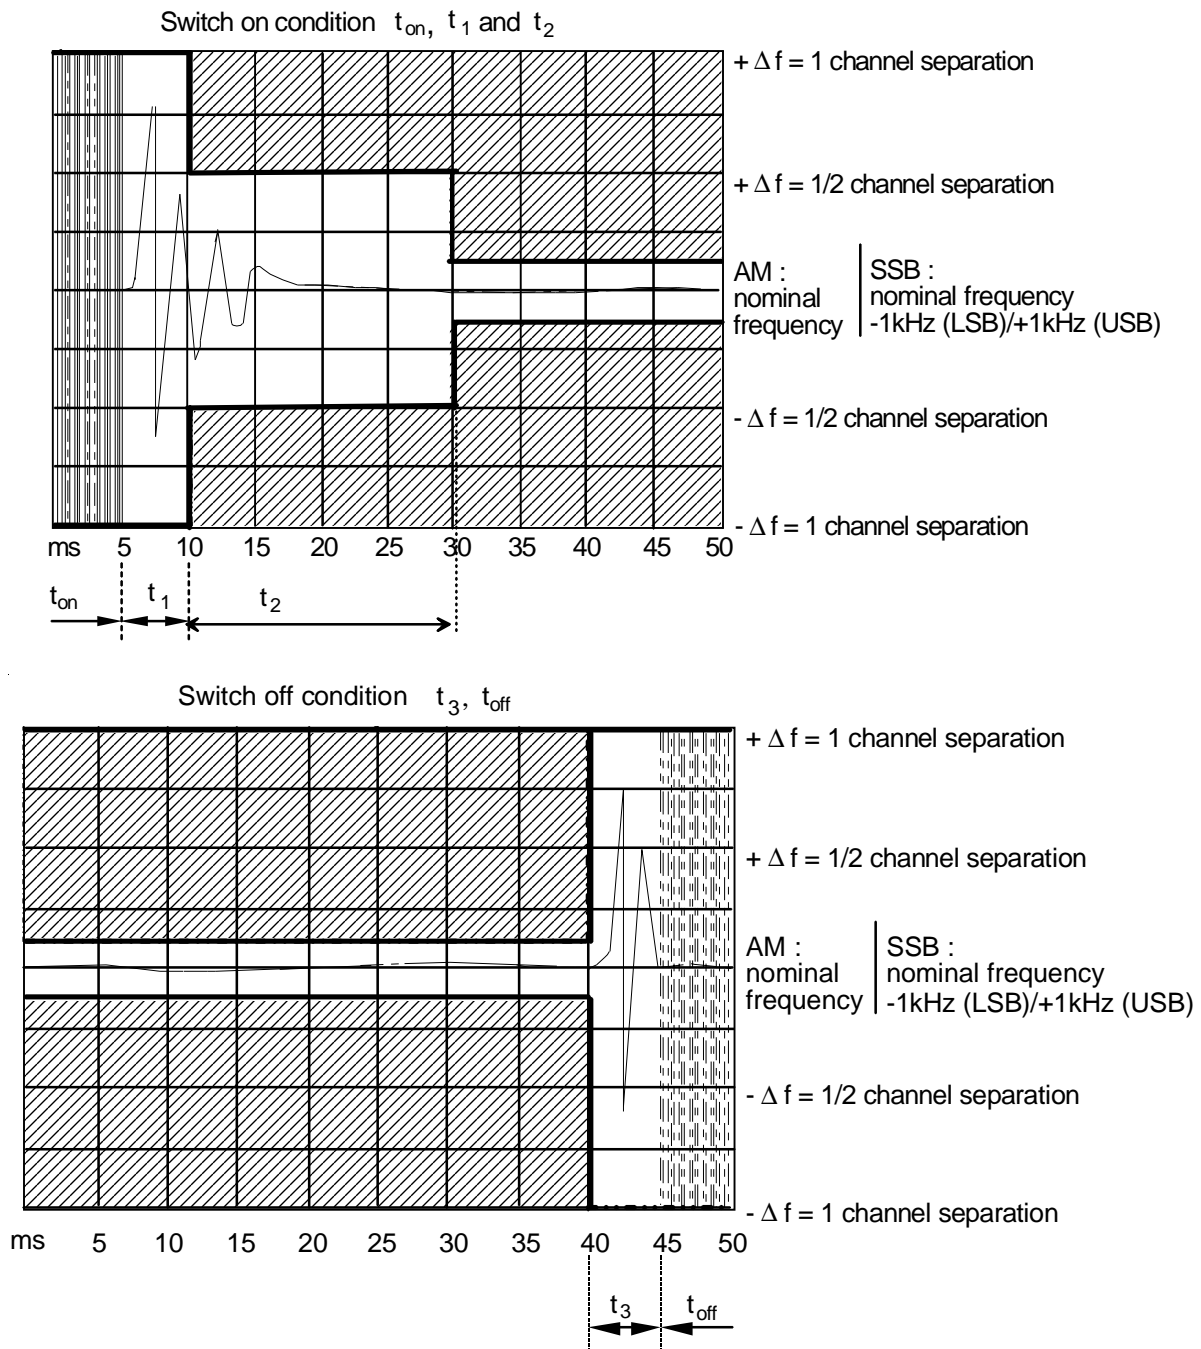 Switch on condition t_on, t_1 and t_2
+ Δ f = 1 channel separation
+ Δ f = 1/2 channel separation
AM :
nominal
frequency
SSB :
nominal frequency
-1kHz (LSB)/+1kHz (USB)
- Δ f = 1/2 channel separation
- Δ f = 1 channel separation
ms 5 10 15 20 25 30 35 40 45 50
t_on t_1 t_2
Switch off condition t_3, t_off
+ Δ f = 1 channel separation
+ Δ f = 1/2 channel separation
AM :
nominal
frequency
SSB :
nominal frequency
-1kHz (LSB)/+1kHz (USB)
- Δ f = 1/2 channel separation
- Δ f = 1 channel separation
ms 5 10 15 20 25 30 35 40 45 50
t_3 t_off